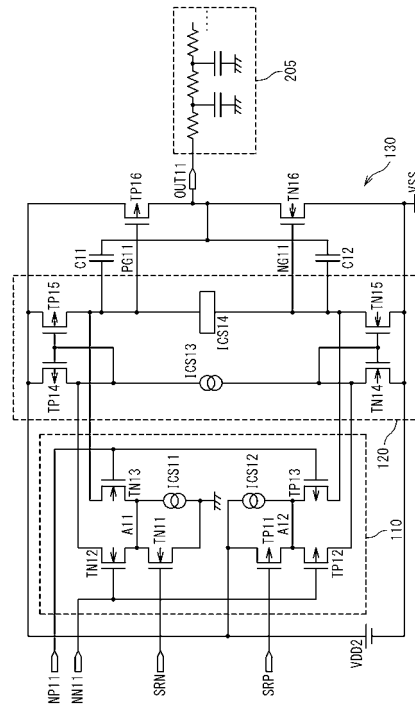 205
OUT11
130
TP16
TN16
VSS
C11
PG11
NG11
C12
TP15
ICS14
TN15
TP14
ICS13
TN14
120
TN13
ICS11
ICS12
TP13
A11
A12
TN12
TN11
TP11
TP12
110
VDD2
NP11
NN11
SRN
SRP